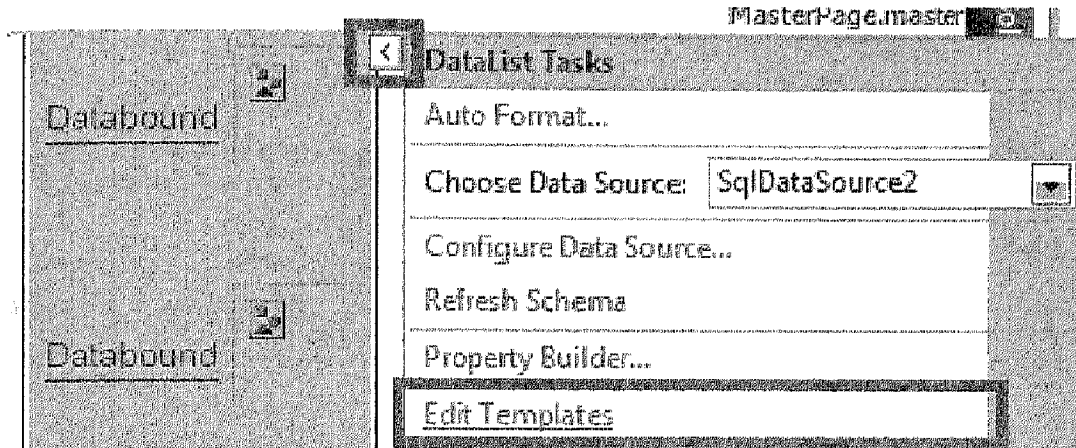 MasterPage.master
DataList Tasks
Databound
Auto Format...
Choose Data Source: SqlDataSource2
Configure Data Source...
Refresh Schema
Databound
Property Builder...
Edit Templates